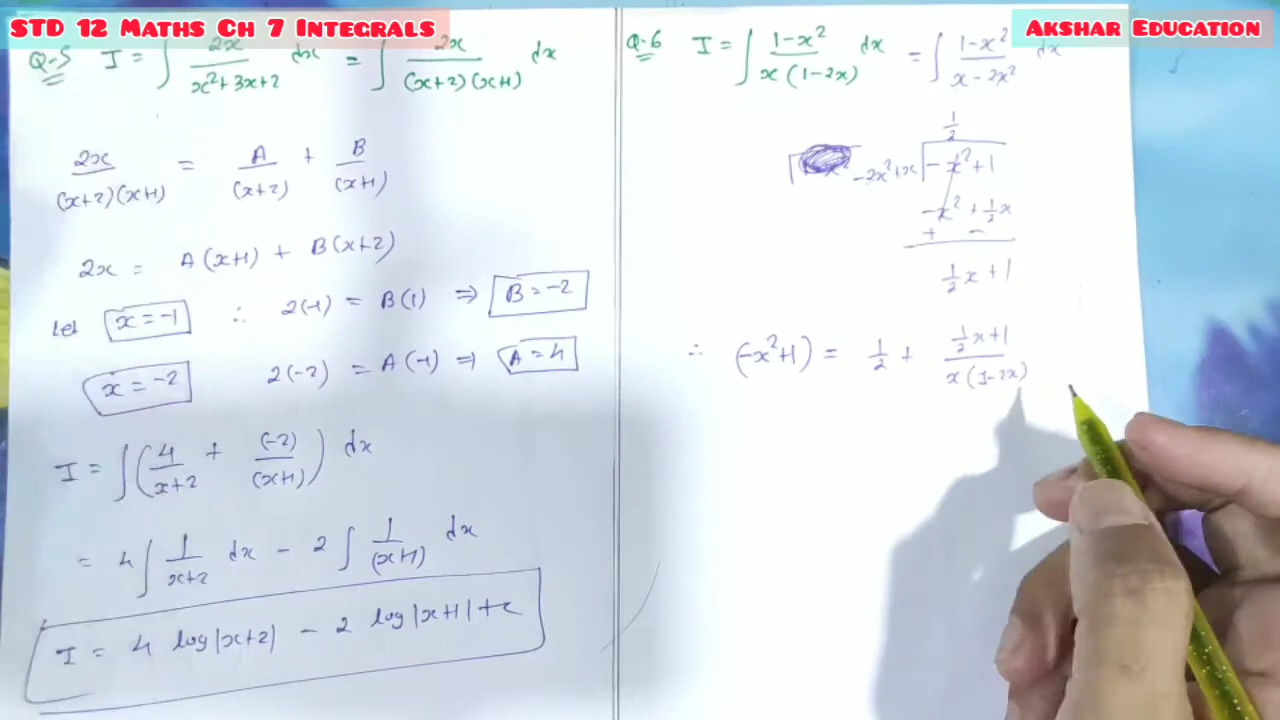 STD 12 Maths Ch 7 Integrals
Akshar Education
Q-5 I = ∫ 2x / x²+3x+2 dx = ∫ 2x / (x+2)(x+1) dx
2x / (x+2)(x+1) = A / (x+2) + B / (x+1)
2x = A(x+1) + B(x+2)
Let x = -1 ∴ 2(-1) = B(1) ⇒ B = -2
x = -2 2(-2) = A(-1) ⇒ A = 4
I = ∫ ( 4 / x+2 + (-2) / (x+1) ) dx
= 4 ∫ 1 / x+2 dx - 2 ∫ 1 / (x+1) dx
I = 4 log|x+2| - 2 log|x+1| + c
Q-6 I = ∫ 1-x² / x(1-2x) dx = ∫ 1-x² / x-2x² dx
1/2
-2x²+x -x²+1
-x² + 1/2 x
+ -
1/2 x + 1
∴ (-x²+1) = 1/2 + 1/2 x+1 / x(1-2x)